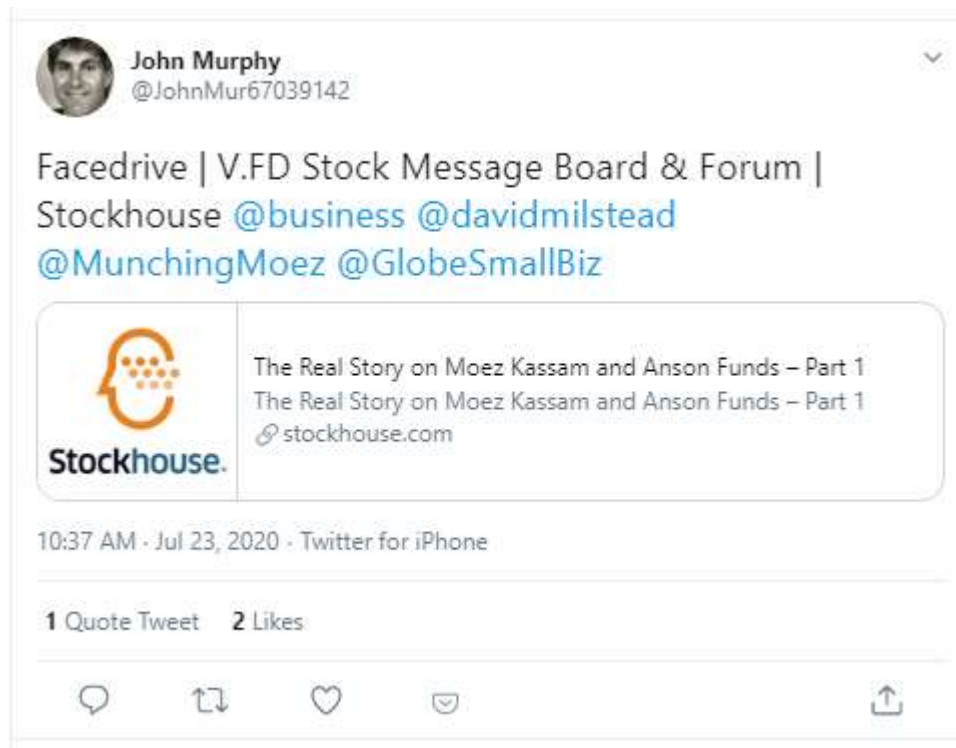 John Murphy
@JohnMur67039142
Facedrive | V.FD Stock Message Board & Forum |
Stockhouse @business @davidmilstead
@MunchingMoez @GlobeSmallBiz
The Real Story on Moez Kassam and Anson Funds – Part 1
The Real Story on Moez Kassam and Anson Funds – Part 1
stockhouse.com
Stockhouse.
10:37 AM · Jul 23, 2020 · Twitter for iPhone
1 Quote Tweet 2 Likes